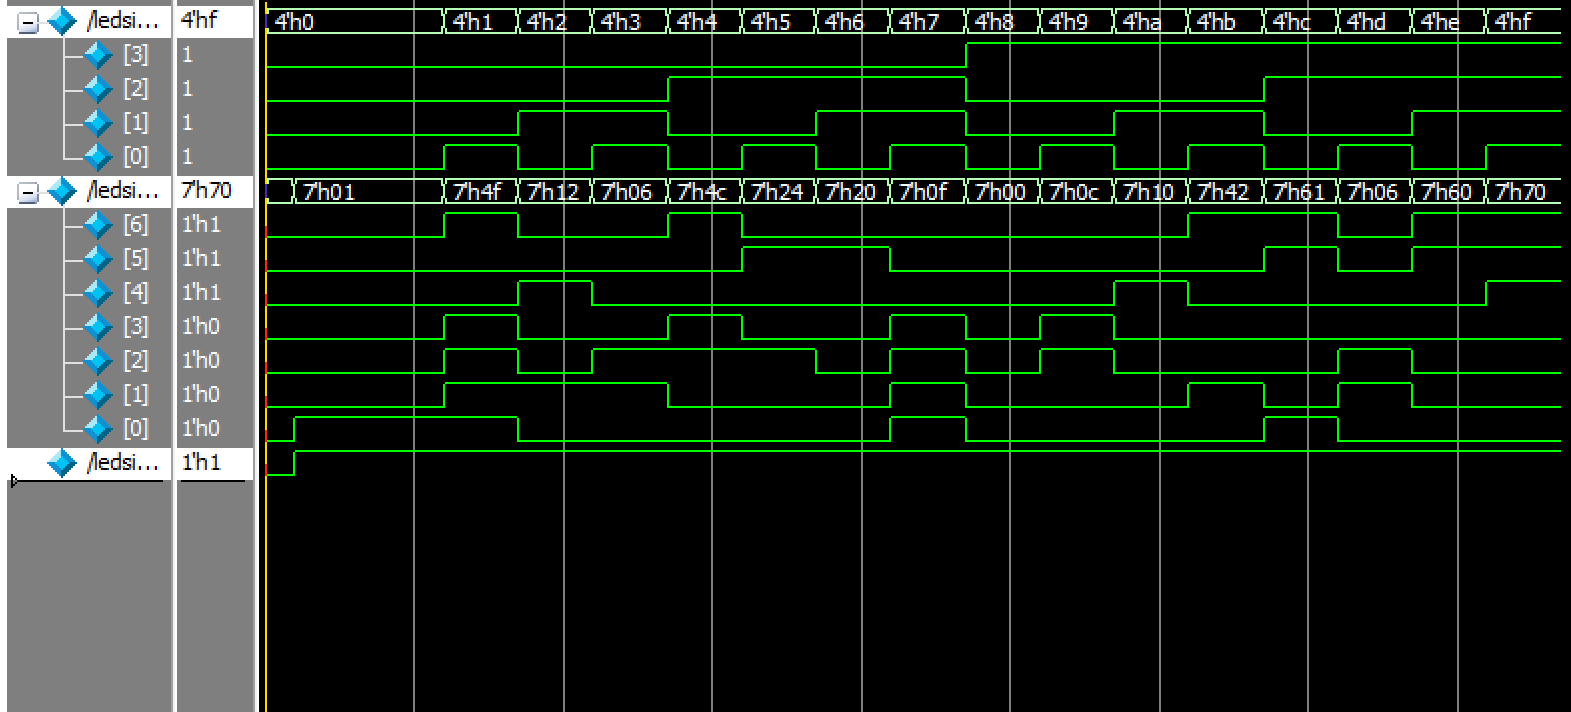 /ledsi... 4'hf 4'h0 4'h1 4'h2 4'h3 4'h4 4'h5 4'h6 4'h7 4'h8 4'h9 4'ha 4'hb 4'hc 4'hd 4'he 4'hf
[3] 1
[2] 1
[1] 1
[0] 1
/ledsi... 7'h70 7'h01 7'h4f 7'h12 7'h06 7'h4c 7'h24 7'h20 7'h0f 7'h00 7'h0c 7'h10 7'h42 7'h61 7'h06 7'h60 7'h70
[6] 1'h1
[5] 1'h1
[4] 1'h1
[3] 1'h0
[2] 1'h0
[1] 1'h0
[0] 1'h0
/ledsi... 1'h1